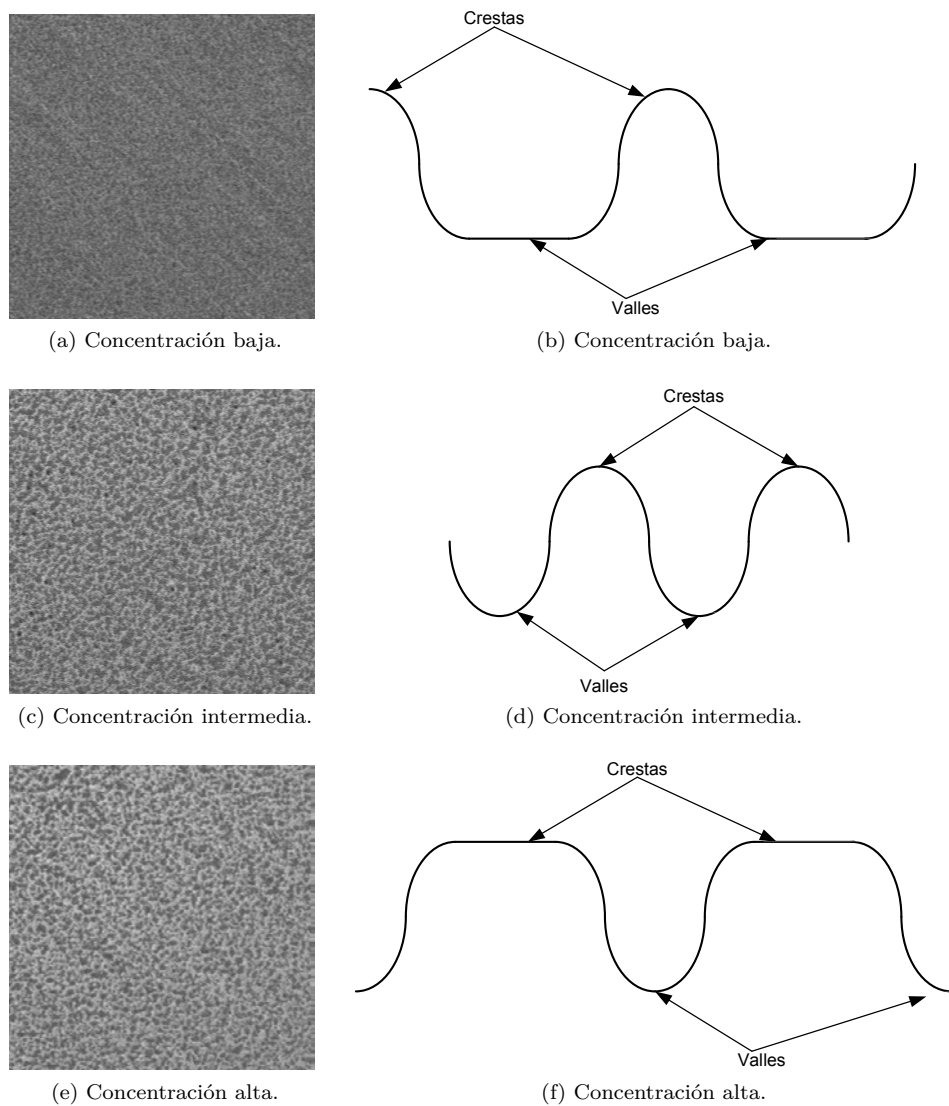 Crestas
Valles
(a) Concentración baja.
(b) Concentración baja.
Crestas
Valles
(c) Concentración intermedia.
(d) Concentración intermedia.
Crestas
Valles
(e) Concentración alta.
(f) Concentración alta.